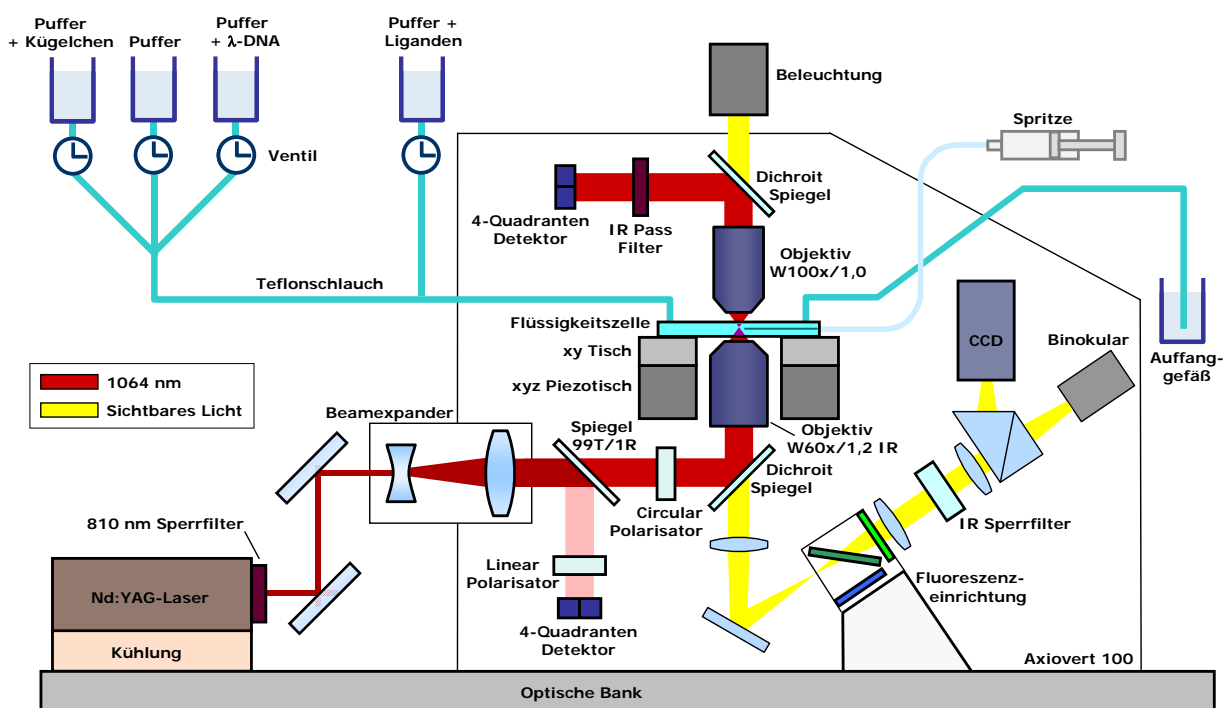 Puffer
+ Kügelchen
Puffer
Puffer
+ λ-DNA
Puffer +
Liganden
Ventil
Beleuchtung
Spritze
Dichroit
Spiegel
4-Quadranten
Detektor
IR Pass
Filter
Objektiv
W100x/1,0
Teflonschlauch
Flüssigkeitszelle
xy Tisch
xyz Piezotisch
CCD
Binokular
Auffang-
gefäß
1064 nm
Sichtbares Licht
Beamexpander
Spiegel
99T/1R
Objektiv
W60x/1,2 IR
Dichroit
Spiegel
Circular
Polarisator
IR Sperrfilter
810 nm Sperrfilter
Linear
Polarisator
Fluoreszenz-
einrichtung
Nd:YAG-Laser
4-Quadranten
Detektor
Kühlung
Axiovert 100
Optische Bank